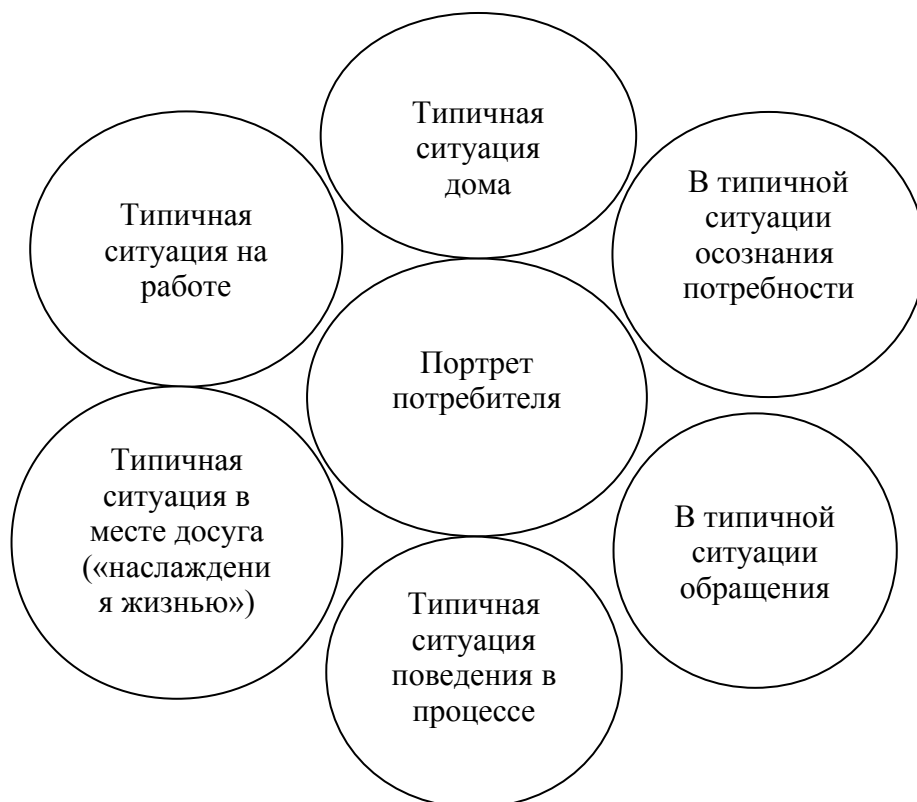 Типичная
ситуация
дома
Типичная
ситуация на
работе
В типичной
ситуации
осознания
потребности
Портрет
потребителя
Типичная
ситуация в
месте досуга
(«наслаждени
я жизнью»)
В типичной
ситуации
обращения
Типичная
ситуация
поведения в
процессе